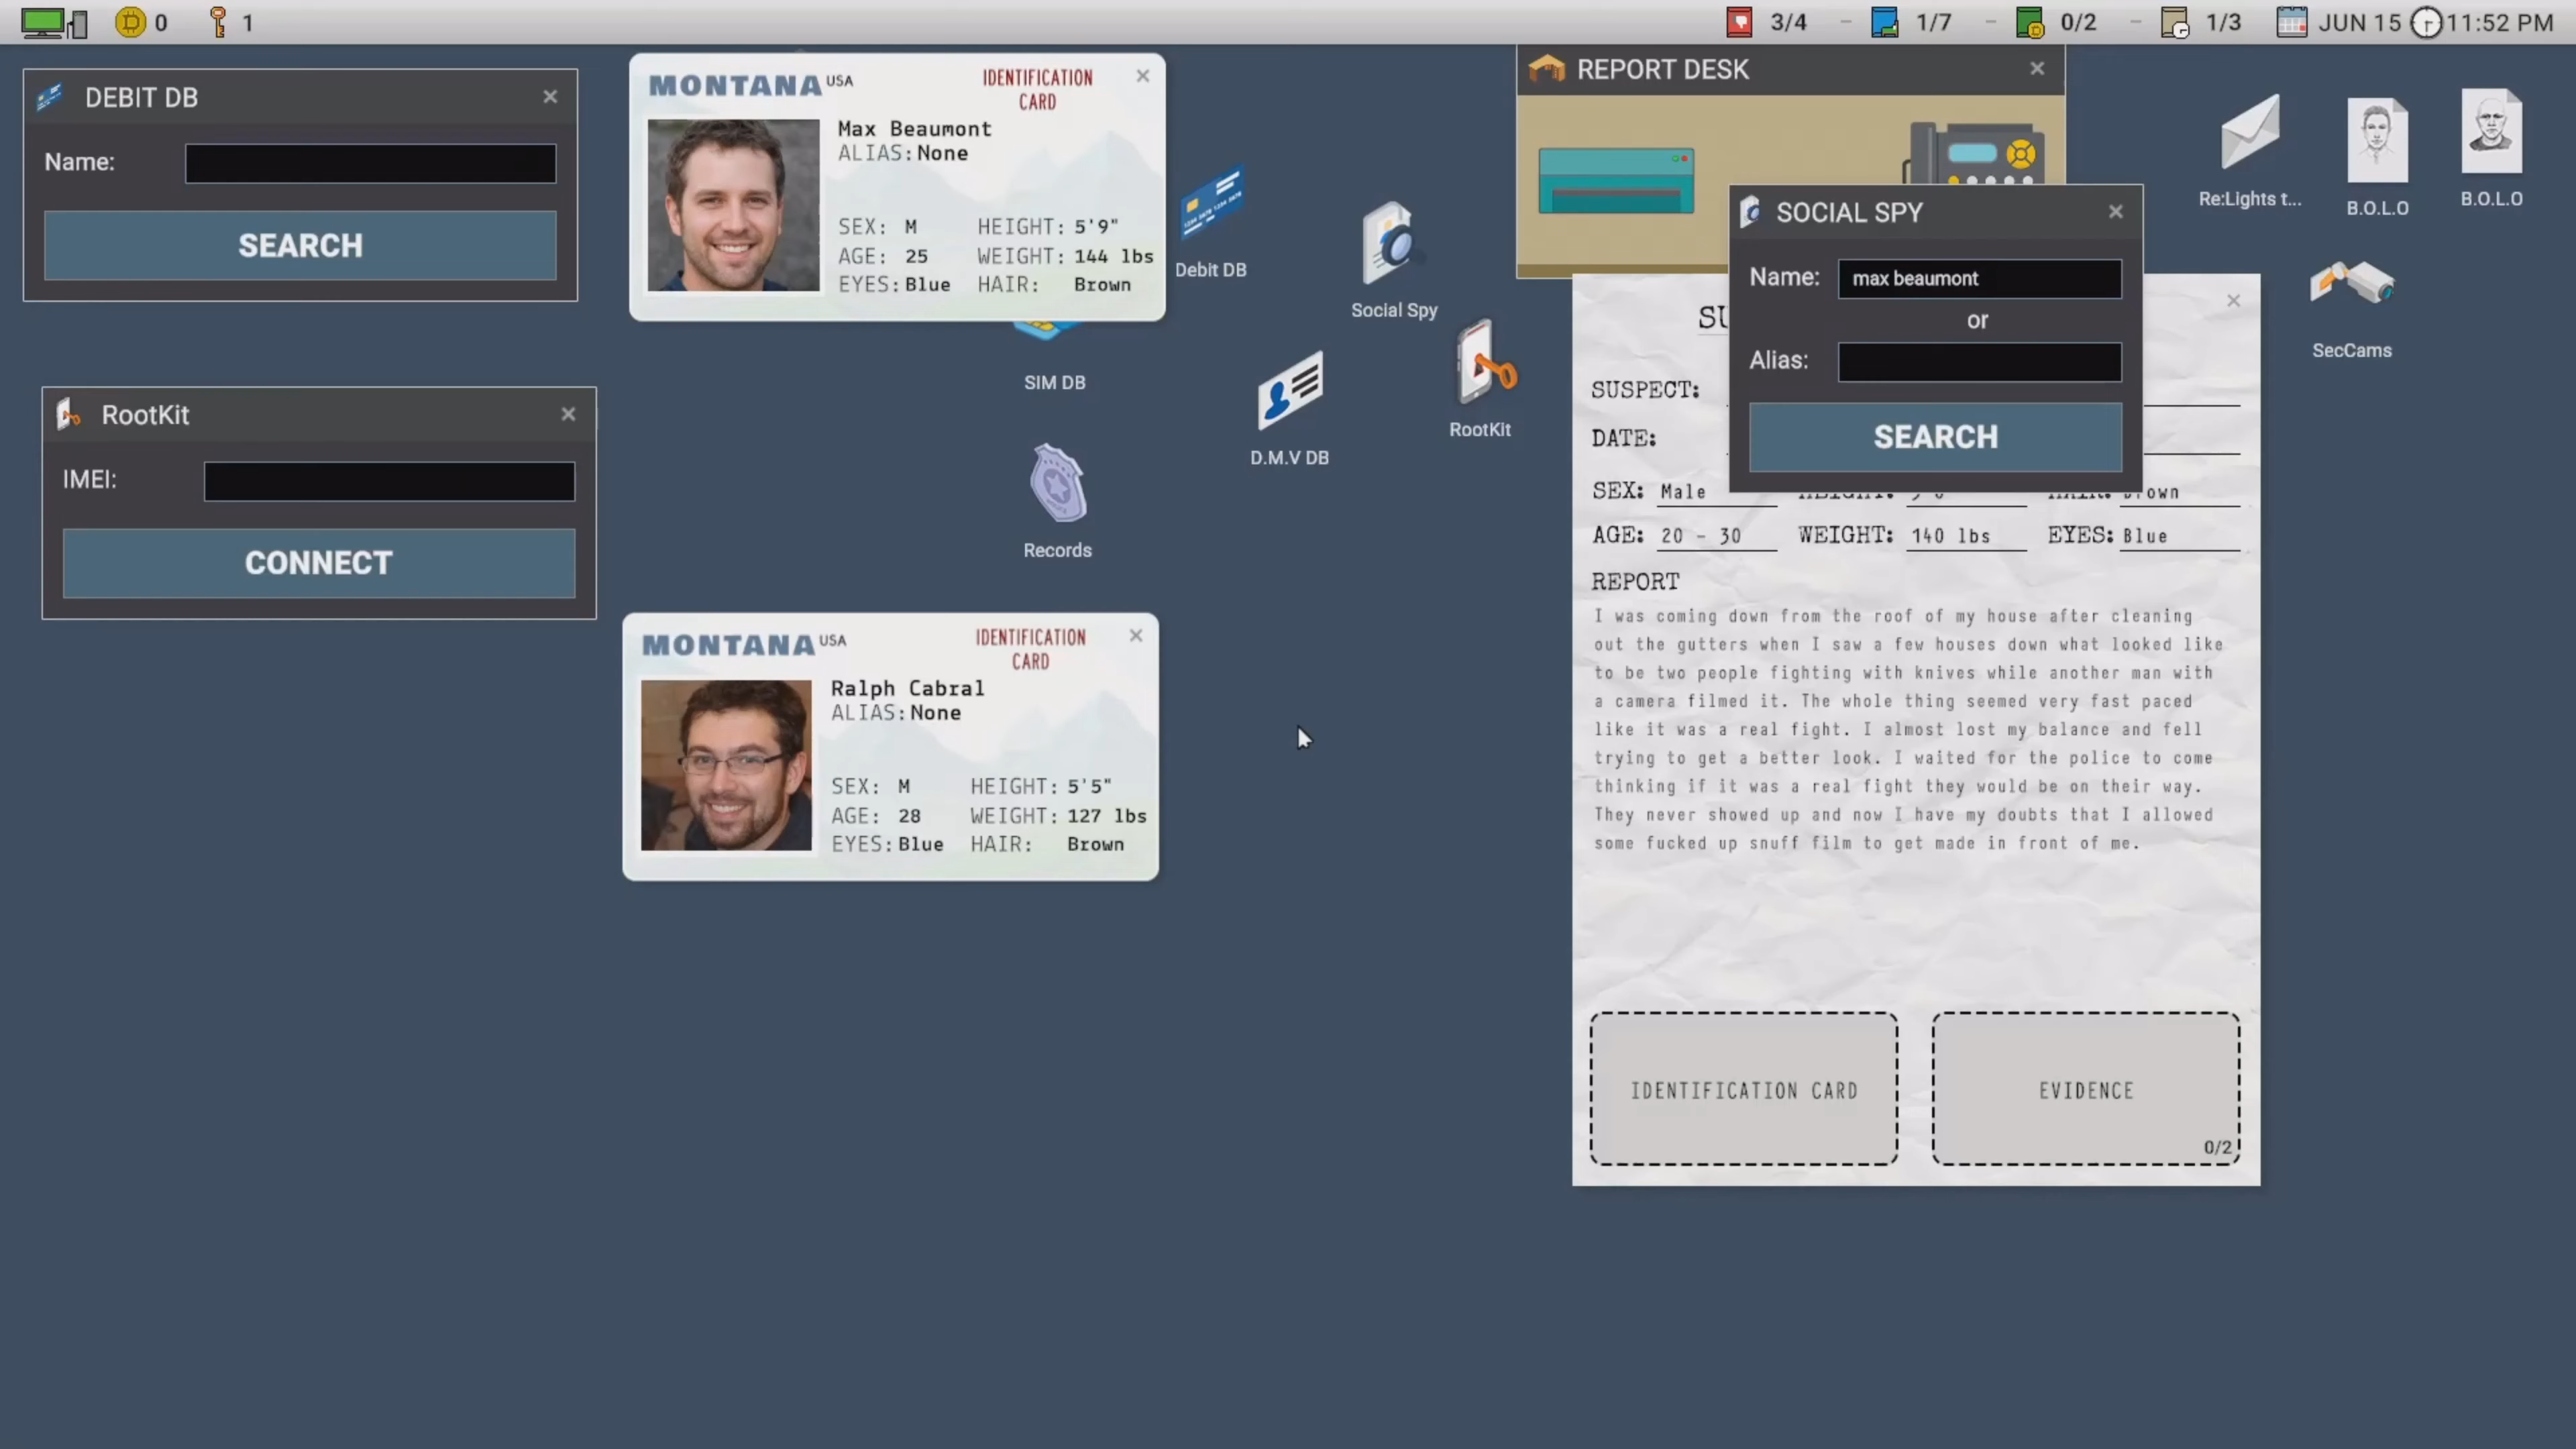 0
1
3/4
1/7
0/2
1/3
JUN 15
11:52 PM
DEBIT DB
Name:
SEARCH
MONTANA USA
IDENTIFICATION
CARD
Max Beaumont
ALIAS: None
SEX: M HEIGHT: 5'9"
AGE: 25 WEIGHT: 144 lbs
EYES: Blue HAIR: Brown
RootKit
IMEI:
CONNECT
MONTANA USA
IDENTIFICATION
CARD
Ralph Cabral
ALIAS: None
SEX: M HEIGHT: 5'5"
AGE: 28 WEIGHT: 127 lbs
EYES: Blue HAIR: Brown
Debit DB
Social Spy
SIM DB
D.M.V DB
RootKit
Records
REPORT DESK
SOCIAL SPY
Name: max beaumont
or
Alias:
SEARCH
Re:Lights t...
B.O.L.O
B.O.L.O
SecCams
SUSPECT:
DATE:
SEX: Male
AGE: 20 - 30 WEIGHT: 140 lbs EYES: Blue
REPORT
I was coming down from the roof of my house after cleaning
out the gutters when I saw a few houses down what looked like
to be two people fighting with knives while another man with
a camera filmed it. The whole thing seemed very fast paced
like it was a real fight. I almost lost my balance and fell
trying to get a better look. I waited for the police to come
thinking if it was a real fight they would be on their way.
They never showed up and now I have my doubts that I allowed
some fucked up snuff film to get made in front of me.
IDENTIFICATION CARD
EVIDENCE
0/2